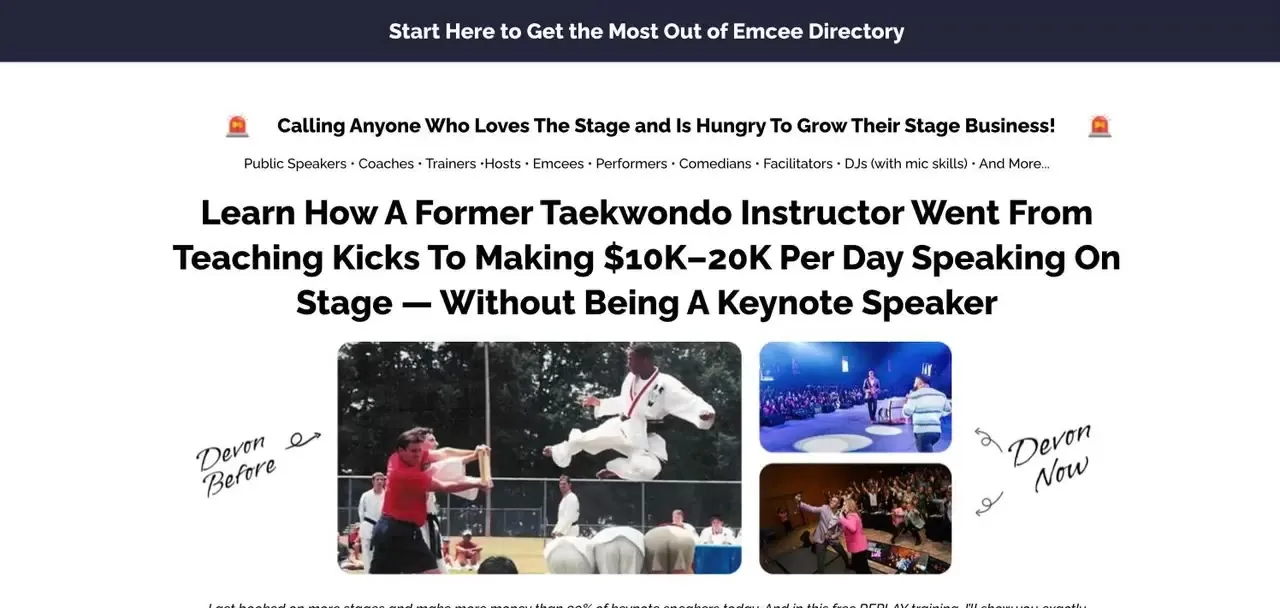 Start Here to Get the Most Out of Emcee Directory
🚨 Calling Anyone Who Loves The Stage and Is Hungry To Grow Their Stage Business! 🚨
Public Speakers • Coaches • Trainers •Hosts • Emcees • Performers • Comedians • Facilitators • DJs (with mic skills) • And More...
Learn How A Former Taekwondo Instructor Went From
Teaching Kicks To Making $10K–20K Per Day Speaking On
Stage — Without Being A Keynote Speaker
Devon
Before
Devon
Now